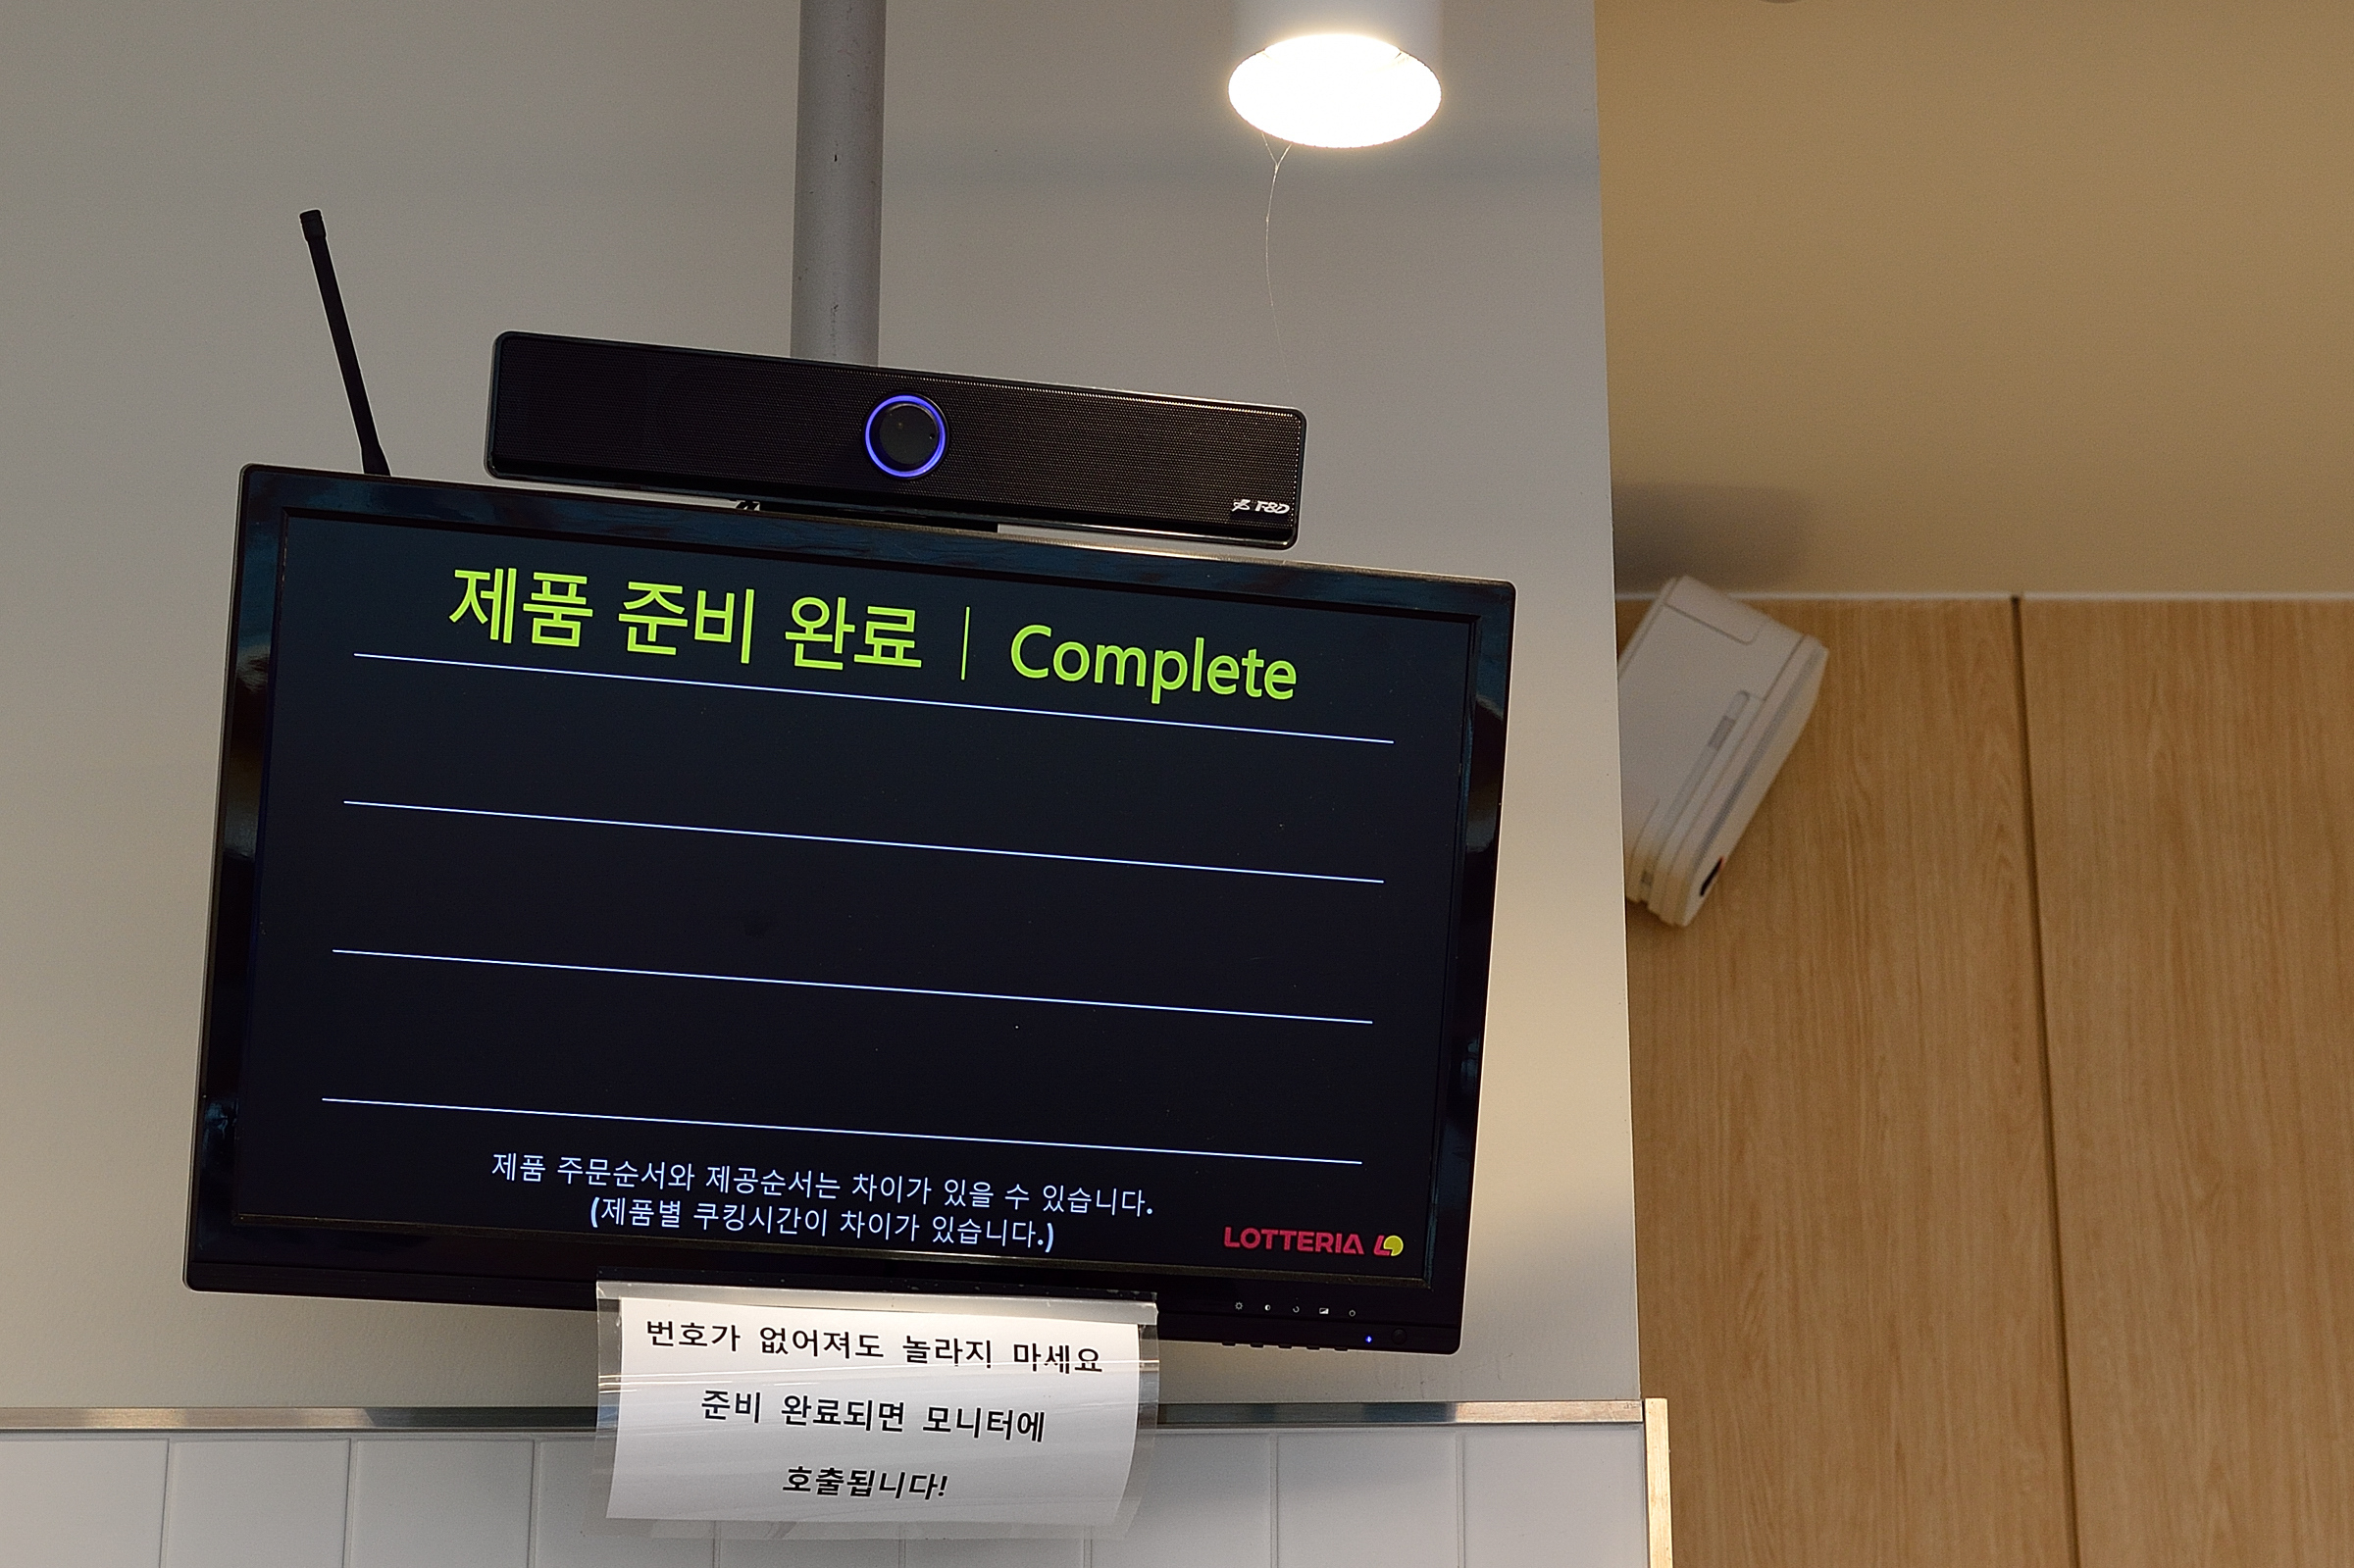 F&D
제품 준비 완료 | Complete
제품 주문순서와 제공순서는 차이가 있을 수 있습니다.
(제품별 쿠킹시간이 차이가 있습니다.)
LOTTERIA
번호가 없어져도 놀라지 마세요
준비 완료되면 모니터에
호출됩니다!